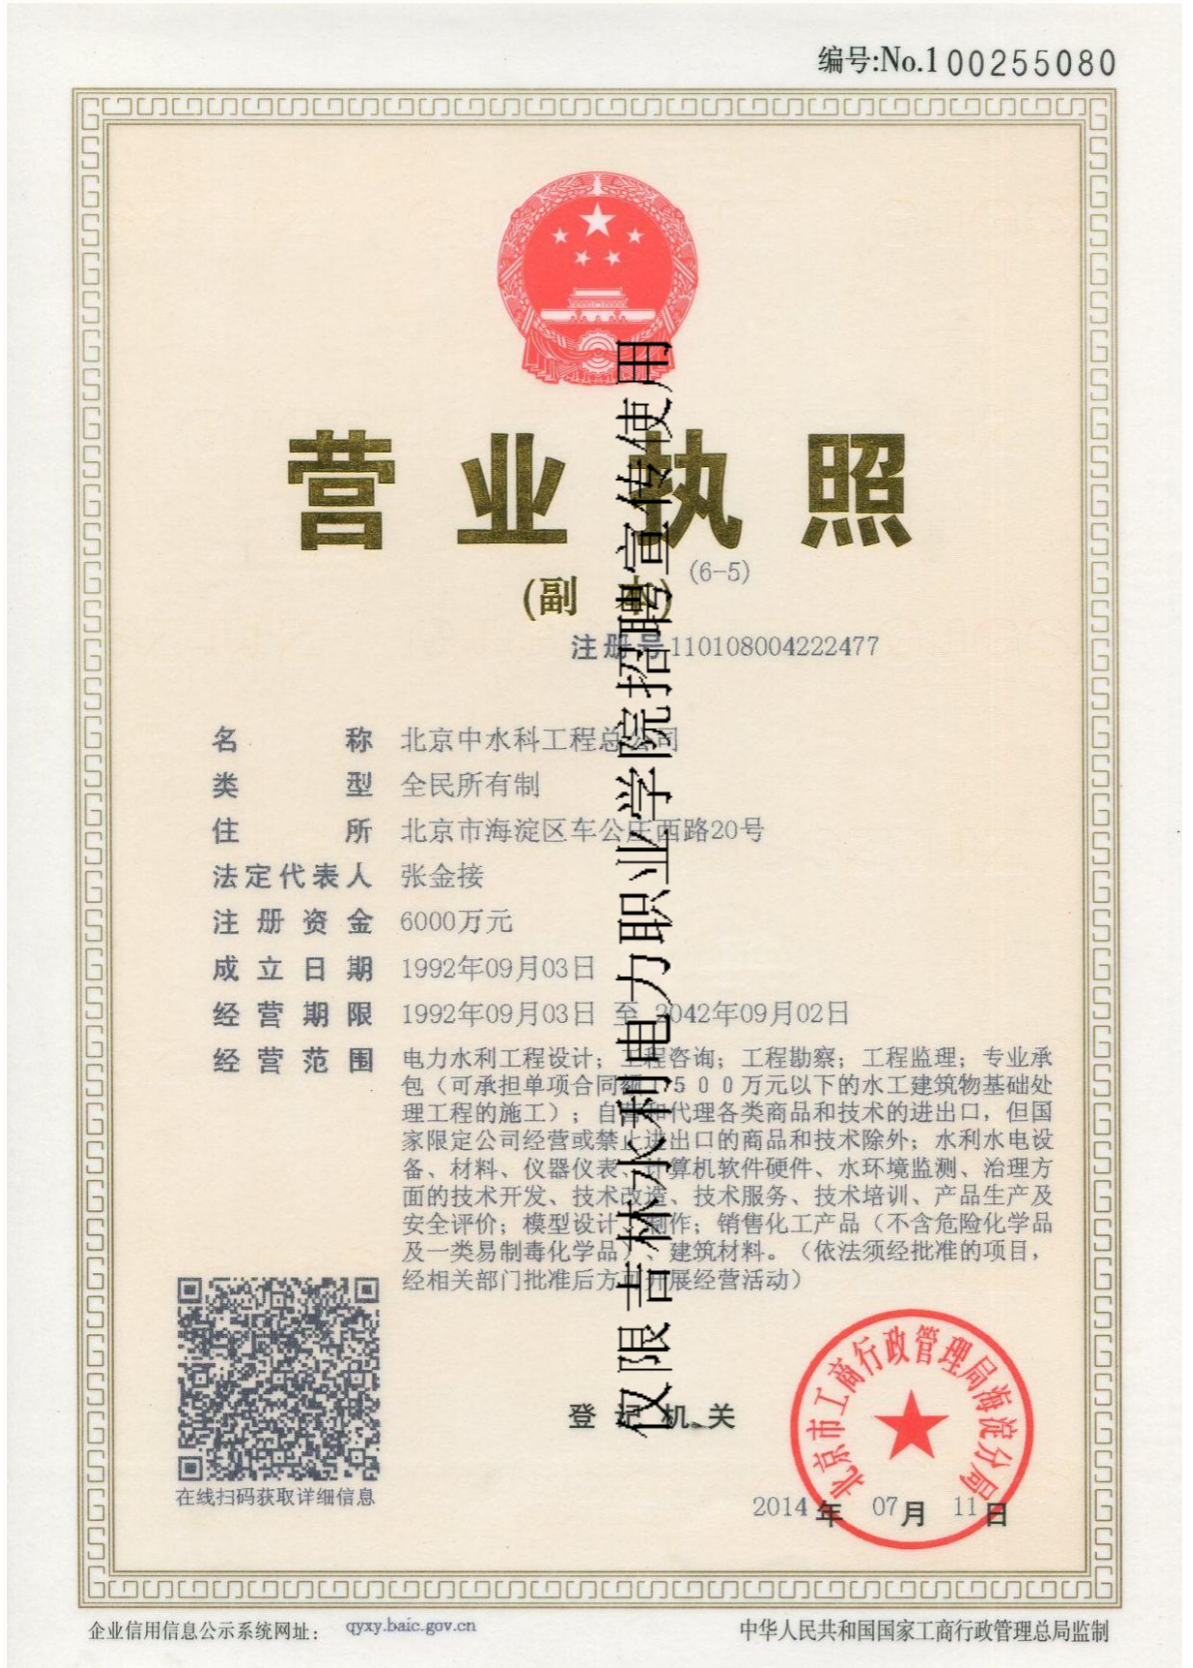 编号:No.1 00255080
营业执照
(副 本) (6-5)
注册号110108004222477
名 称 北京中水科工程总公司
类 型 全民所有制
住 所 北京市海淀区车公庄西路20号
法定代表人 张金接
注册资金 6000万元
成立日期 1992年09月03日
经营期限 1992年09月03日 至 2042年09月02日
经营范围 电力水利工程设计；工程咨询；工程勘察；工程监理；专业承
包（可承担单项合同额1500万元以下的水工建筑物基础处
理工程的施工）；自营和代理各类商品和技术的进出口，但国
家限定公司经营或禁止进出口的商品和技术除外；水利水电设
备、材料、仪器仪表、计算机软件硬件、水环境监测、治理方
面的技术开发、技术改造、技术服务、技术培训、产品生产及
安全评价；模型设计、制作；销售化工产品（不含危险化学品
及一类易制毒化学品）、建筑材料。（依法须经批准的项目，
经相关部门批准后方可开展经营活动）
仅限吉林水利电力职业学院招聘宣传使用
在线扫码获取详细信息
登记机关
北京市工商行政管理局海淀分局
2014年 07月 11日
企业信用信息公示系统网址： qyxy.baic.gov.cn
中华人民共和国国家工商行政管理总局监制